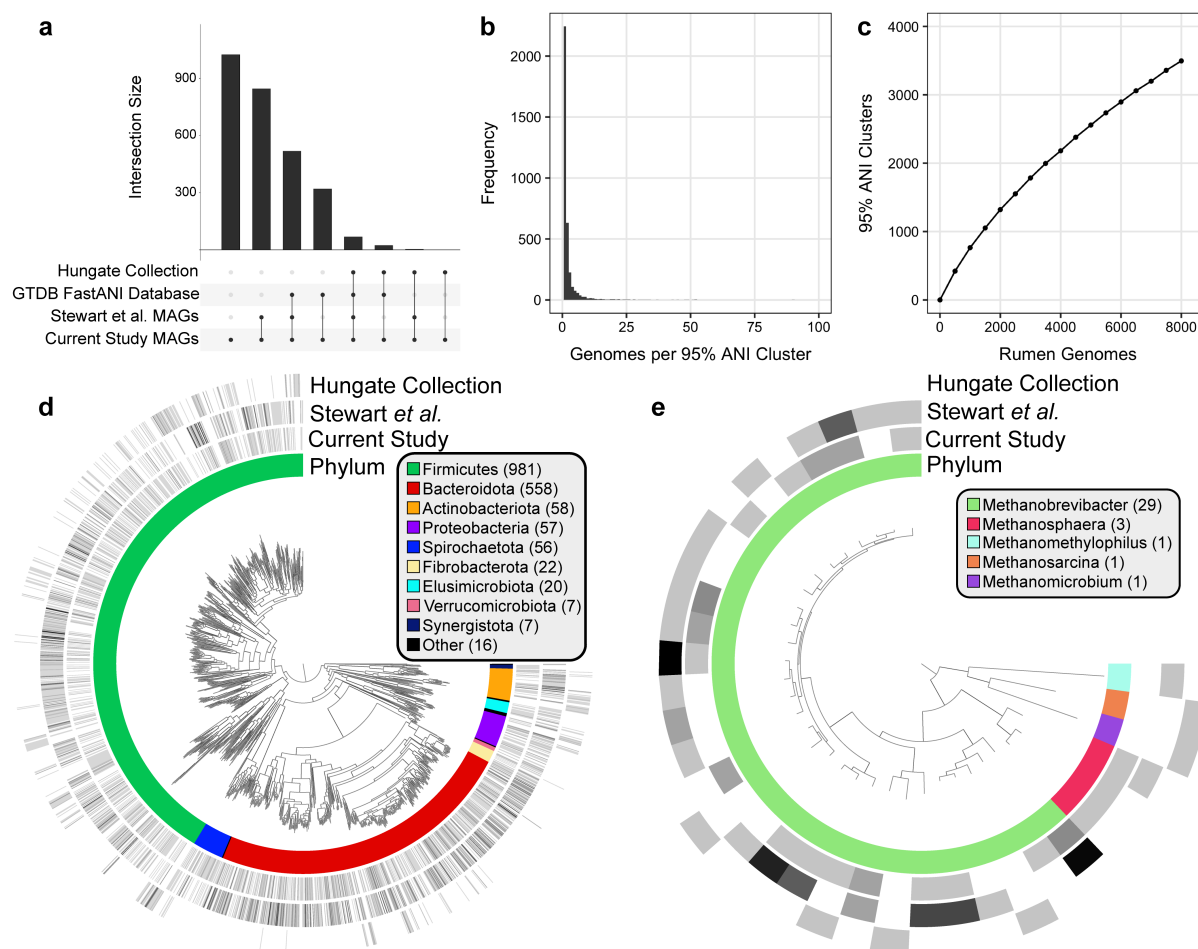 a
Intersection Size
900
600
300
Hungate Collection
GTDB FastANI Database
Stewart et al. MAGs
Current Study MAGs
b
Frequency
2000
1500
1000
500
0
0
25
50
75
100
Genomes per 95% ANI Cluster
c
95% ANI Clusters
4000
3000
2000
1000
0
0
2000
4000
6000
8000
Rumen Genomes
d
Hungate Collection
Stewart et al.
Current Study
Phylum
Firmicutes (981)
Bacteroidota (558)
Actinobacteriota (58)
Proteobacteria (57)
Spirochaetota (56)
Fibrobacterota (22)
Elusimicrobiota (20)
Verrucomicrobiota (7)
Synergistota (7)
Other (16)
e
Hungate Collection
Stewart et al.
Current Study
Phylum
Methanobrevibacter (29)
Methanosphaera (3)
Methanomethylophilus (1)
Methanosarcina (1)
Methanomicrobium (1)